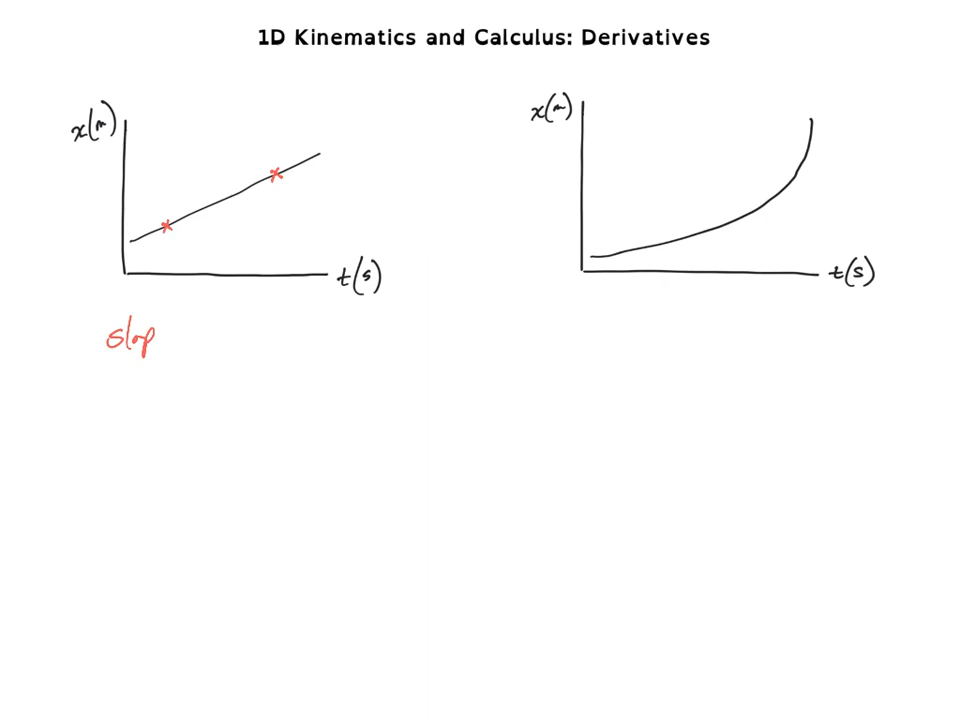 1D Kinematics and Calculus: Derivatives
x(m)
x(m)
t(s)
t(s)
slop